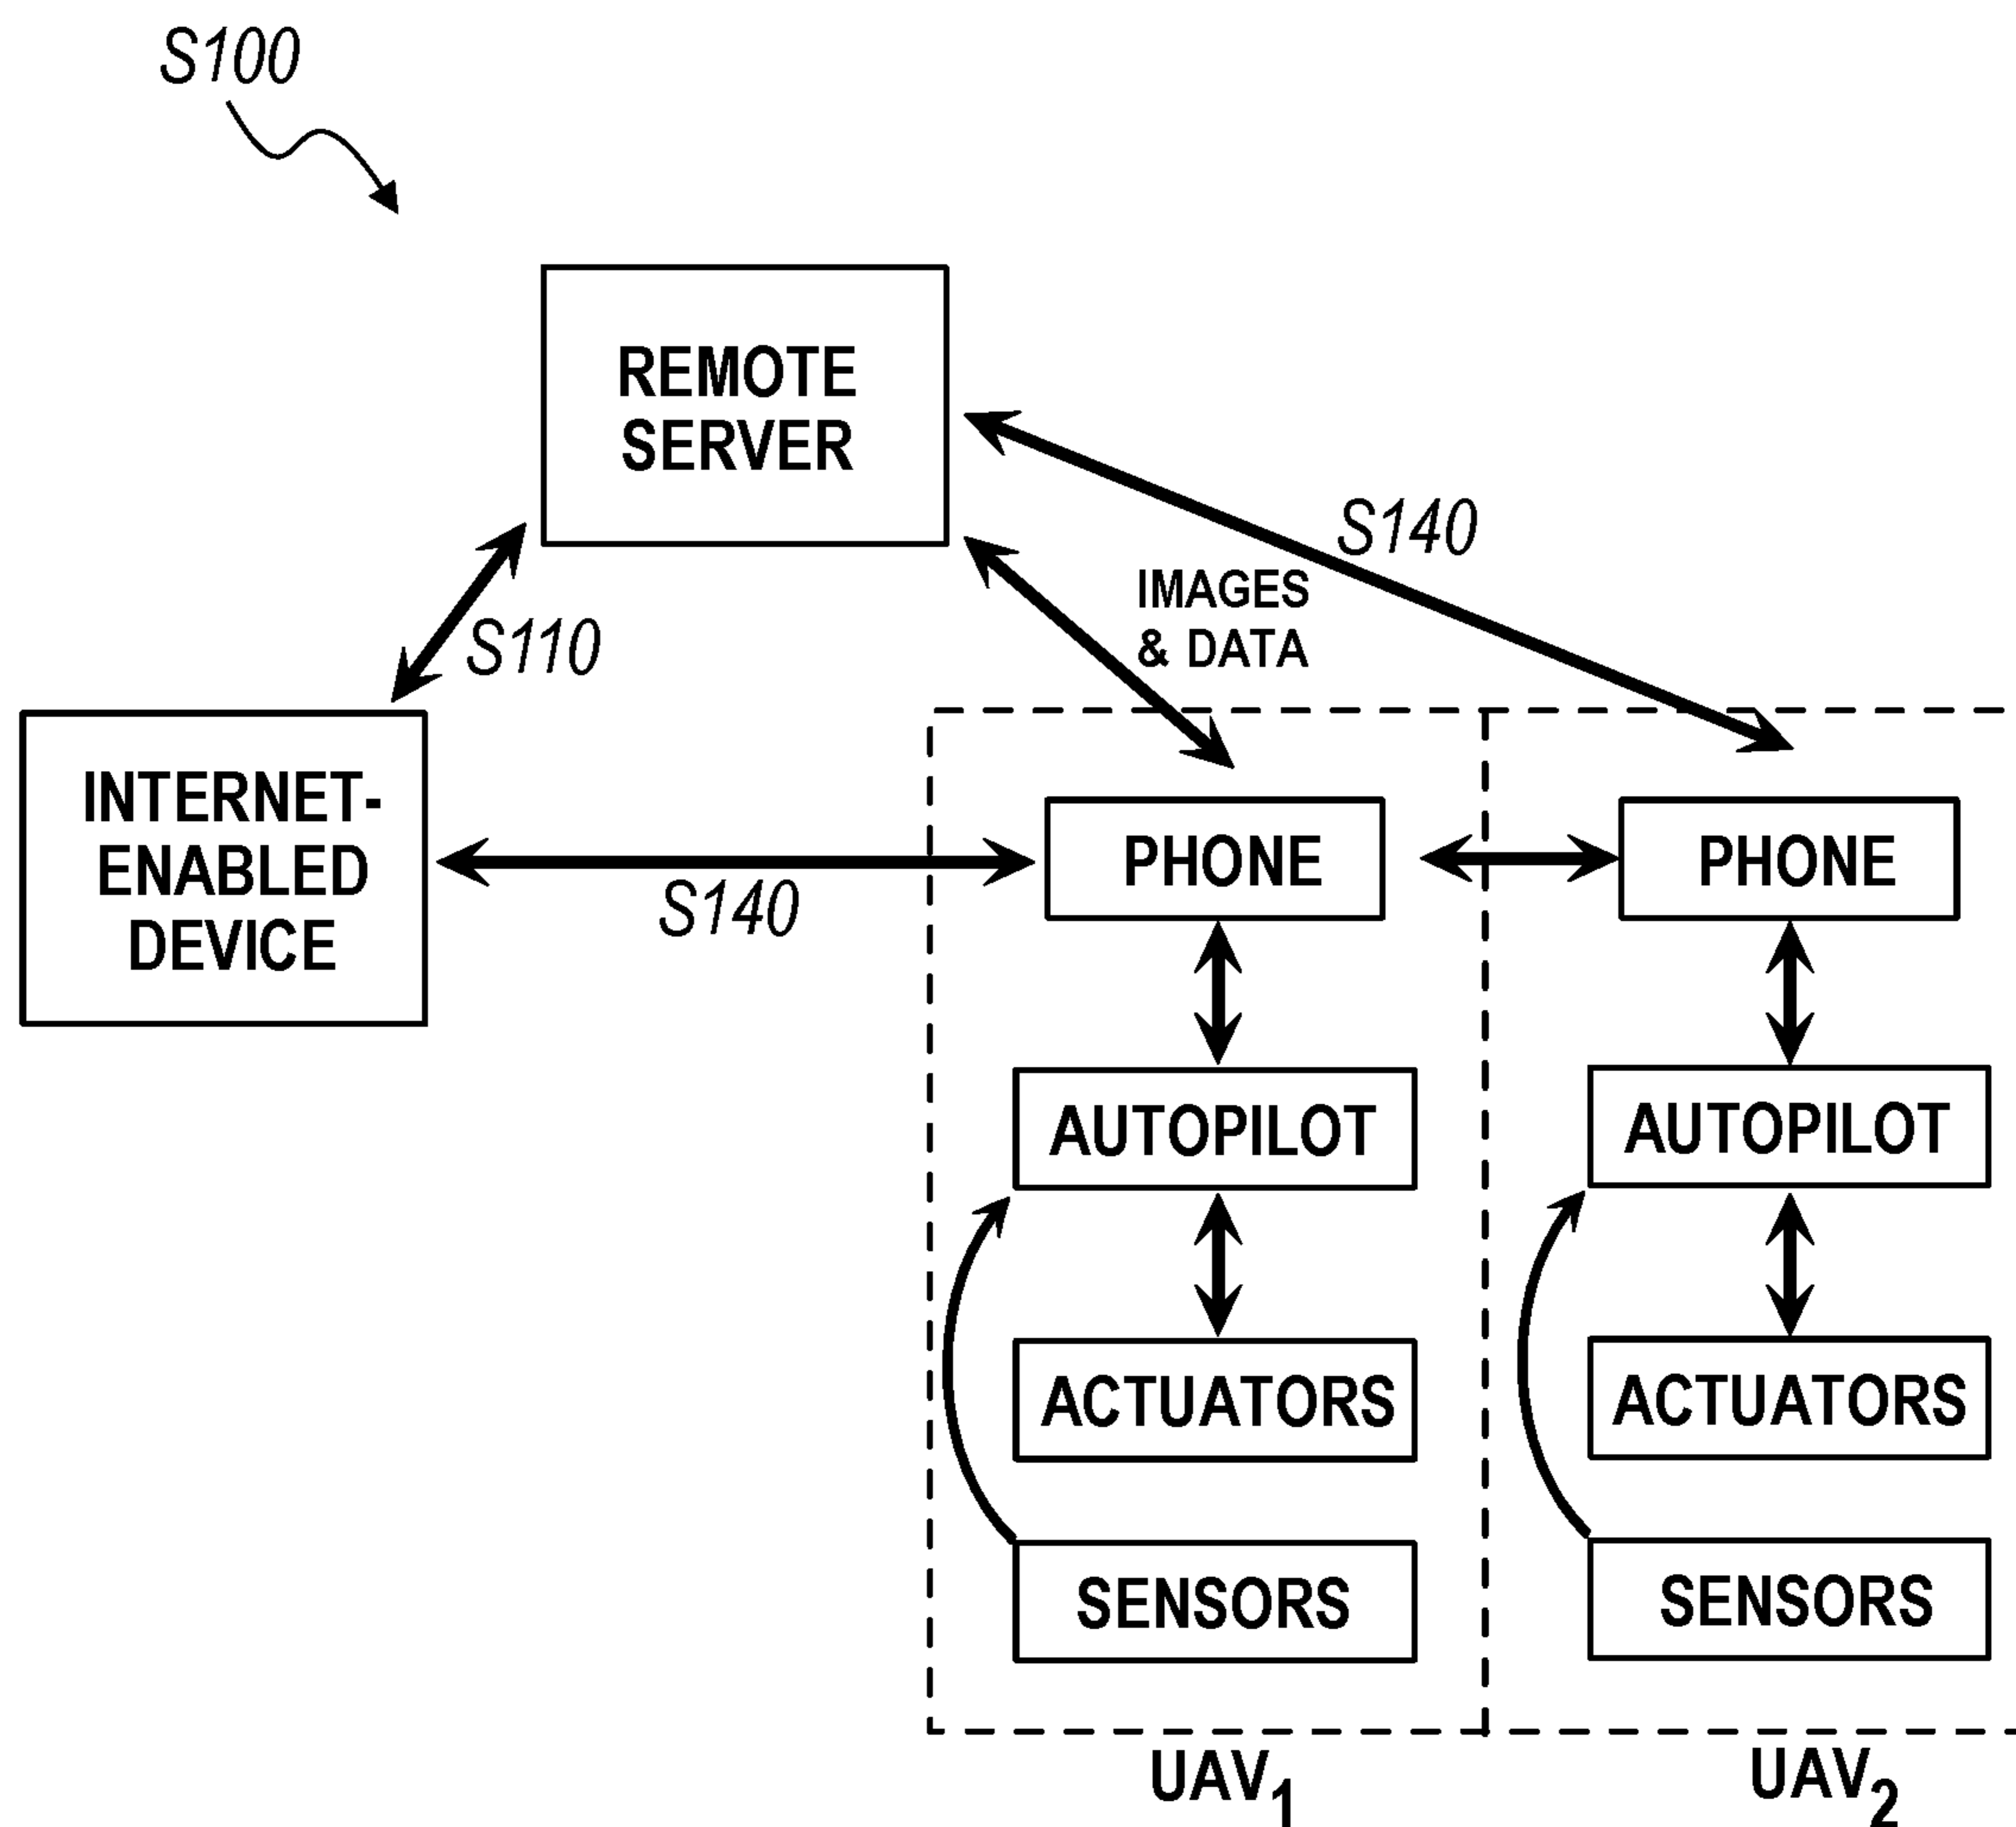 S100
REMOTE
SERVER
S140
IMAGES
& DATA
S110
INTERNET-
ENABLED
DEVICE
S140
PHONE
PHONE
AUTOPILOT
AUTOPILOT
ACTUATORS
ACTUATORS
SENSORS
SENSORS
UAV1
UAV2